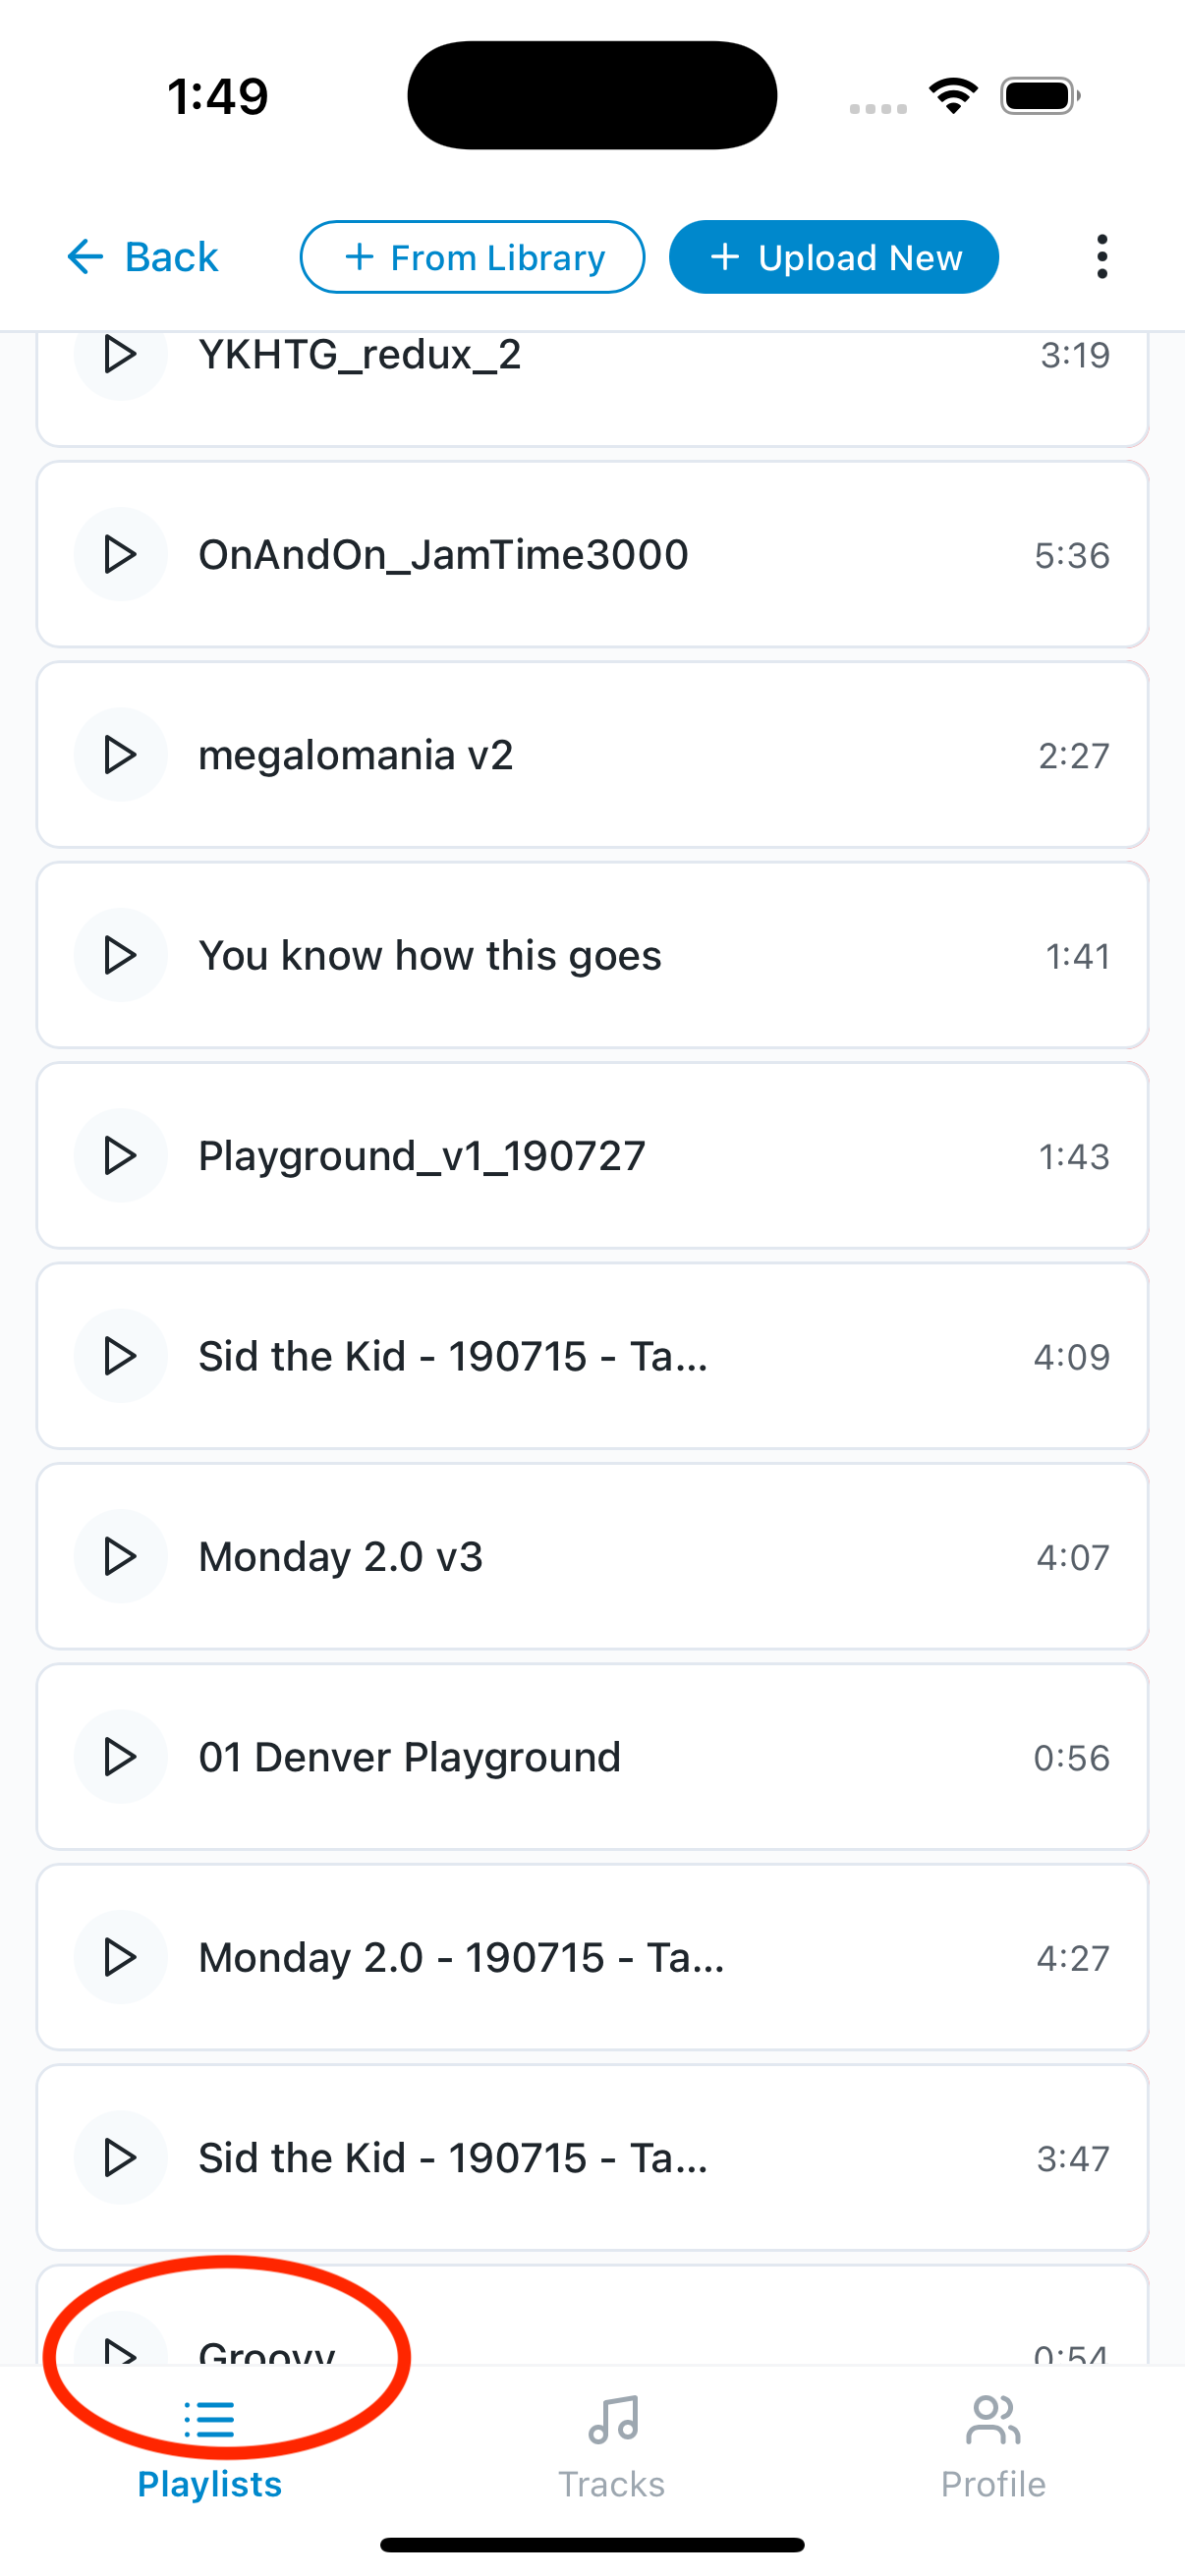 1:49
Back
From Library
Upload New
YKHTG_redux_2 3:19
OnAndOn_JamTime3000 5:36
megalomania v2 2:27
You know how this goes 1:41
Playground_v1_190727 1:43
Sid the Kid - 190715 - Ta... 4:09
Monday 2.0 v3 4:07
01 Denver Playground 0:56
Monday 2.0 - 190715 - Ta... 4:27
Sid the Kid - 190715 - Ta... 3:47
Groovy 0:54
Playlists
Tracks
Profile